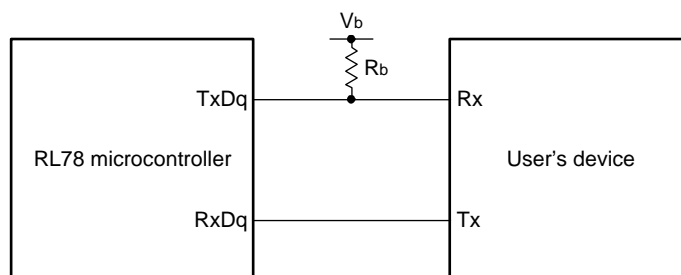 Vb
Rb
TxDq
Rx
RL78 microcontroller
User's device
RxDq
Tx